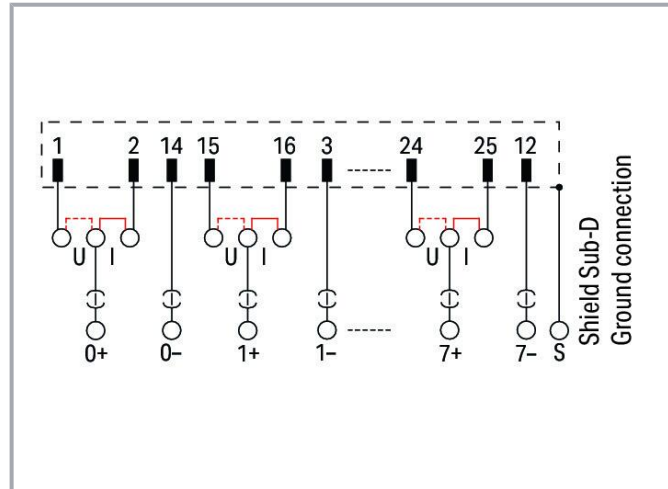 1 2 14 15 16 3 24 25 12
U I U I U I
0+ 0– 1+ 1– 7+ 7– S
Shield Sub-D
Ground connection